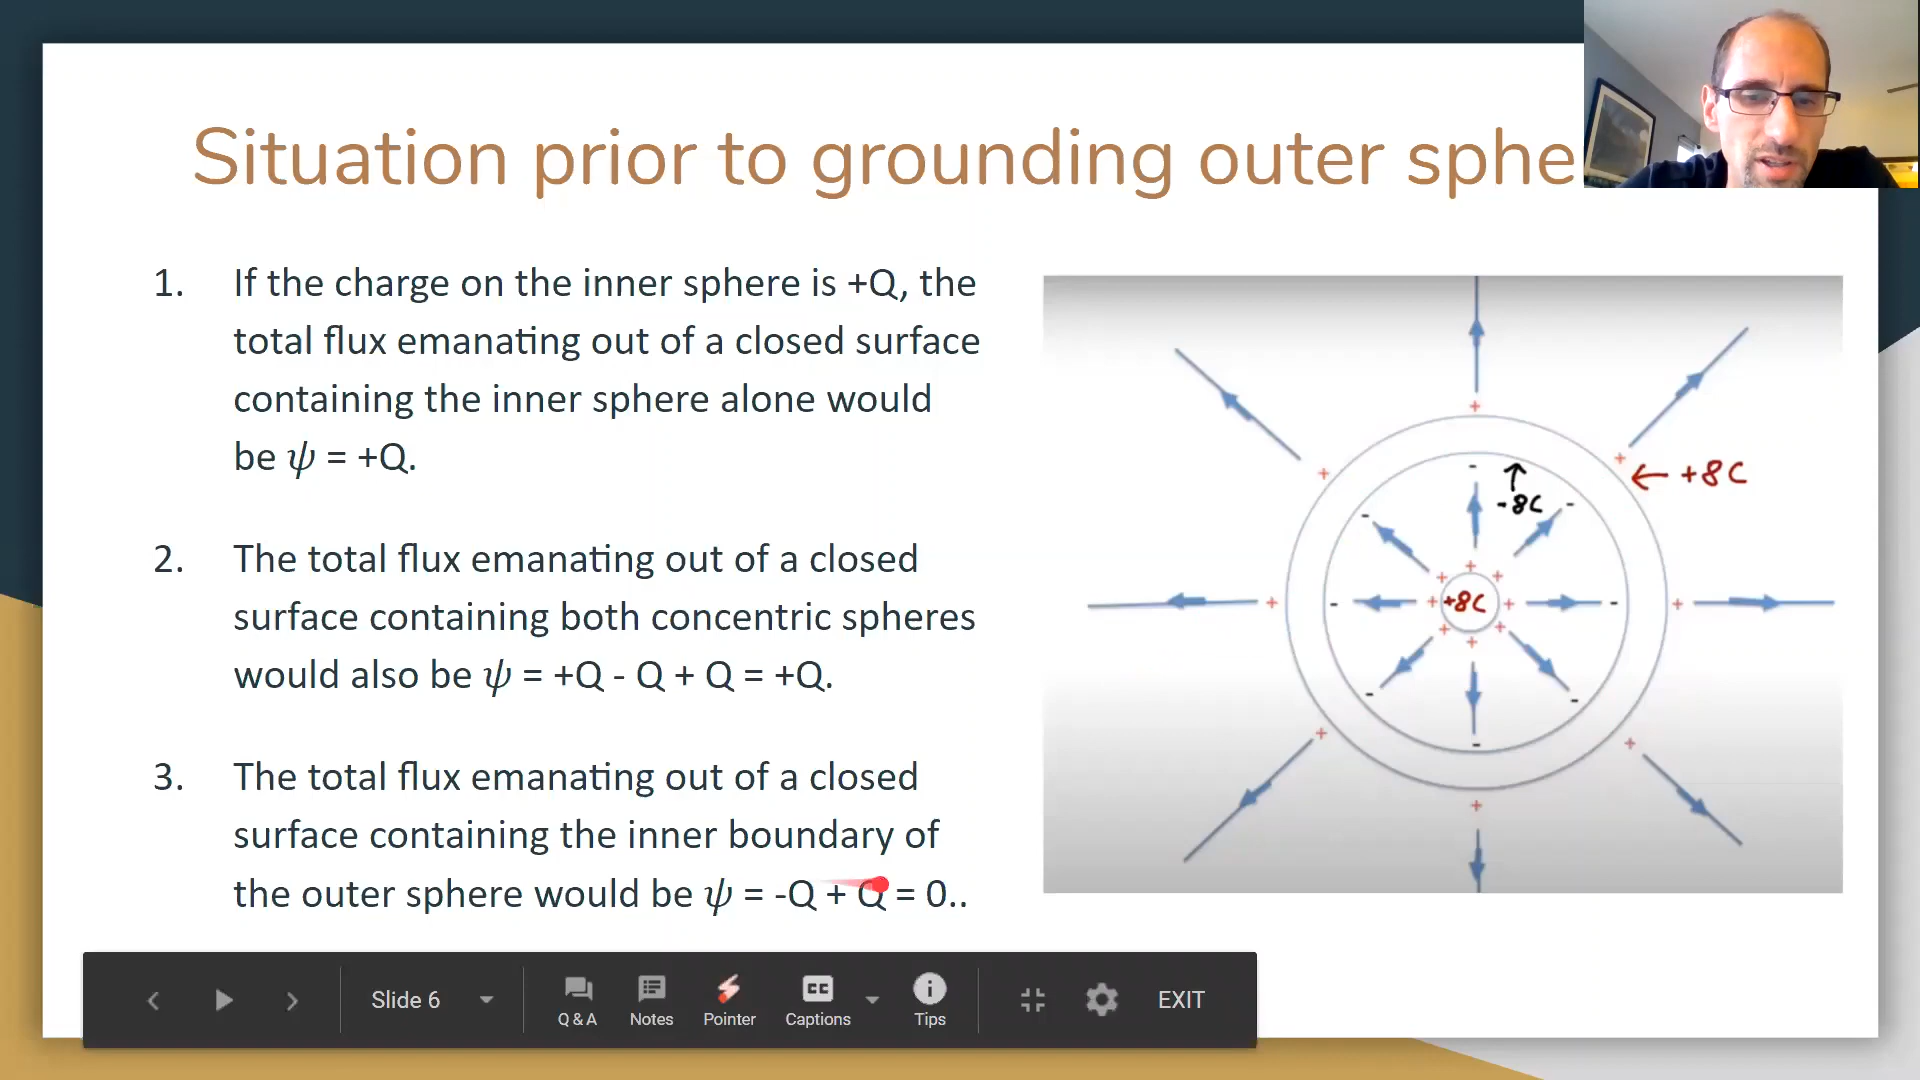 Situation prior to grounding outer sphe
1. If the charge on the inner sphere is +Q, the
total flux emanating out of a closed surface
containing the inner sphere alone would
be ψ = +Q.
2. The total flux emanating out of a closed
surface containing both concentric spheres
would also be ψ = +Q - Q + Q = +Q.
3. The total flux emanating out of a closed
surface containing the inner boundary of
the outer sphere would be ψ = -Q + Q = 0..
← +8C
↑
-8C
+8C
Slide 6
Q & A
Notes
Pointer
CC
Captions
Tips
EXIT